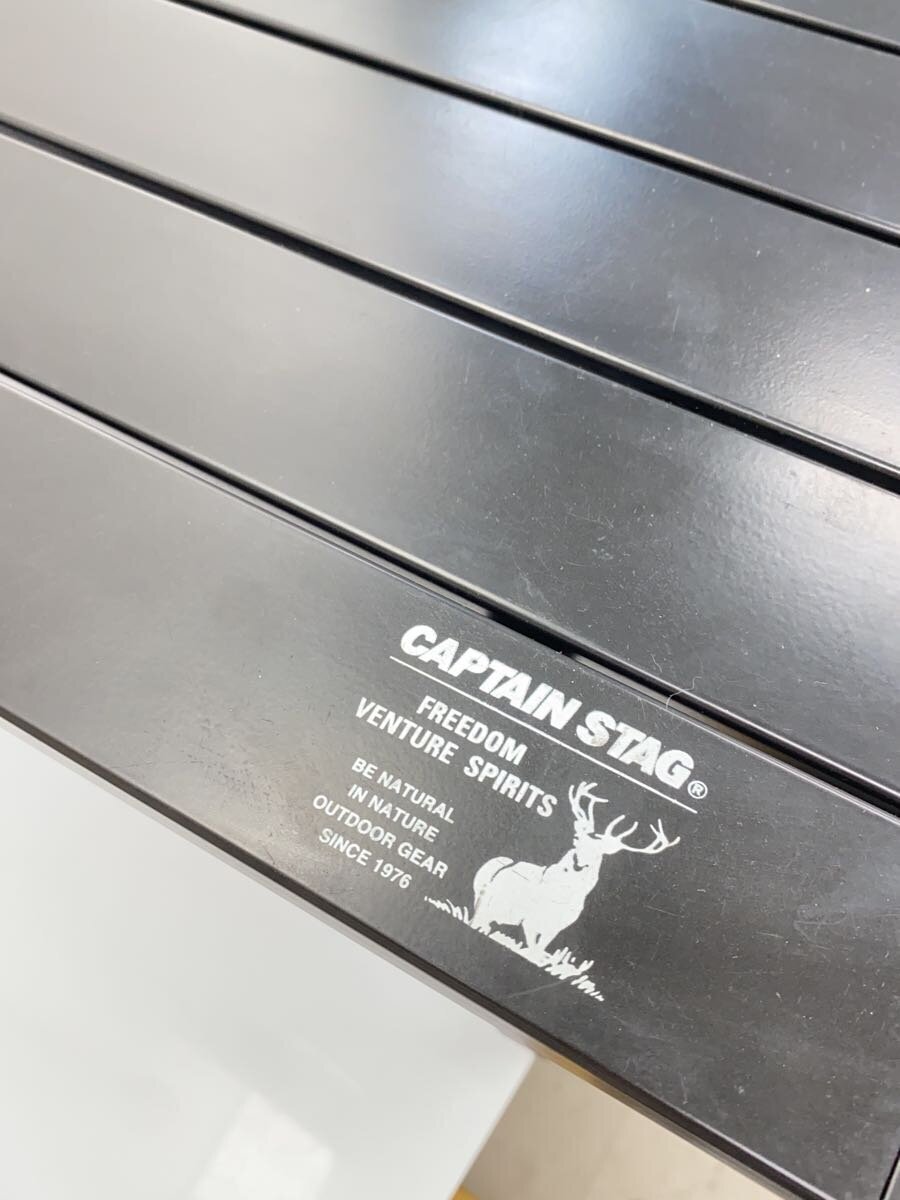 CAPTAIN STAG®
FREEDOM
VENTURE SPIRITS
BE NATURAL
IN NATURE
OUTDOOR GEAR
SINCE 1976